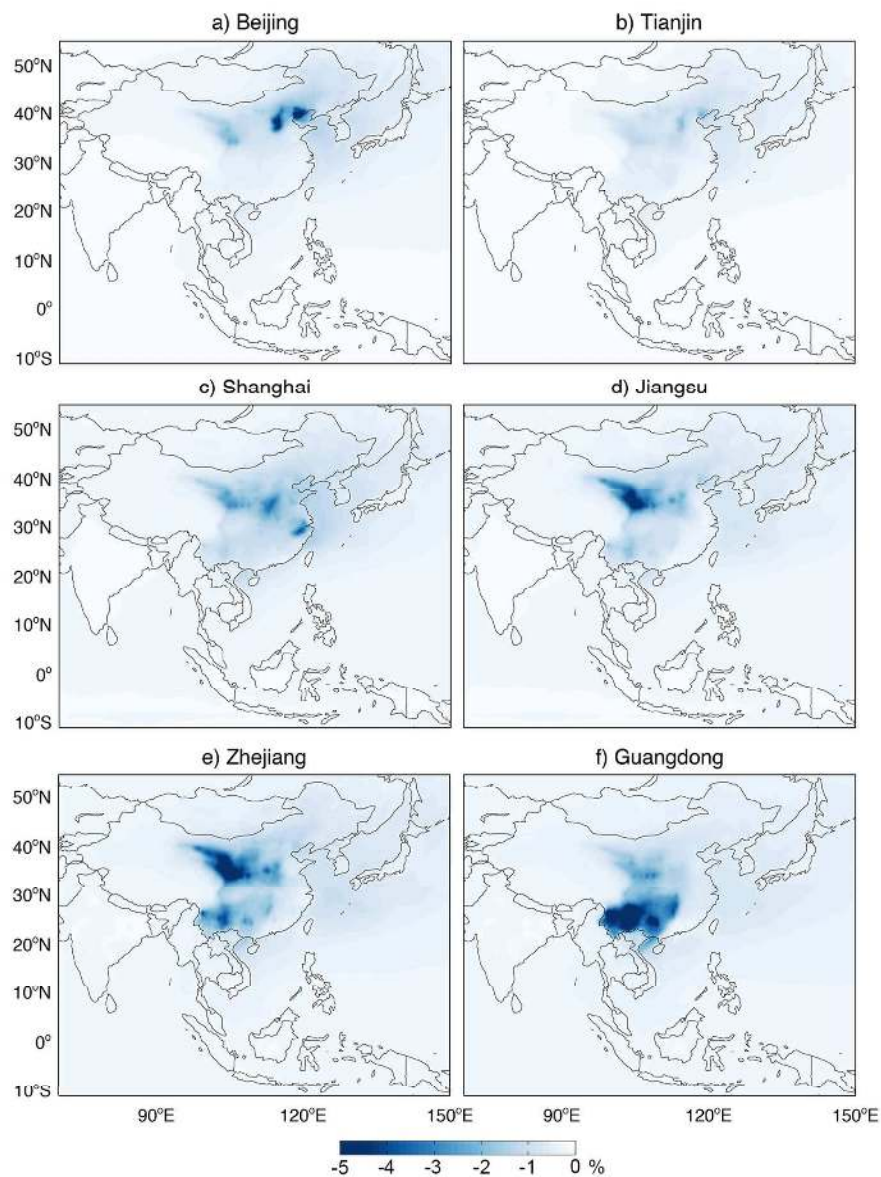 a) Beijing b) Tianjin
50°N
40°N
30°N
20°N
10°N
0°
10°S
c) Shanghai d) Jiangsu
50°N
40°N
30°N
20°N
10°N
0°
10°S
e) Zhejiang f) Guangdong
50°N
40°N
30°N
20°N
10°N
0°
10°S
90°E 120°E 150°E 90°E 120°E 150°E
-5 -4 -3 -2 -1 0 %